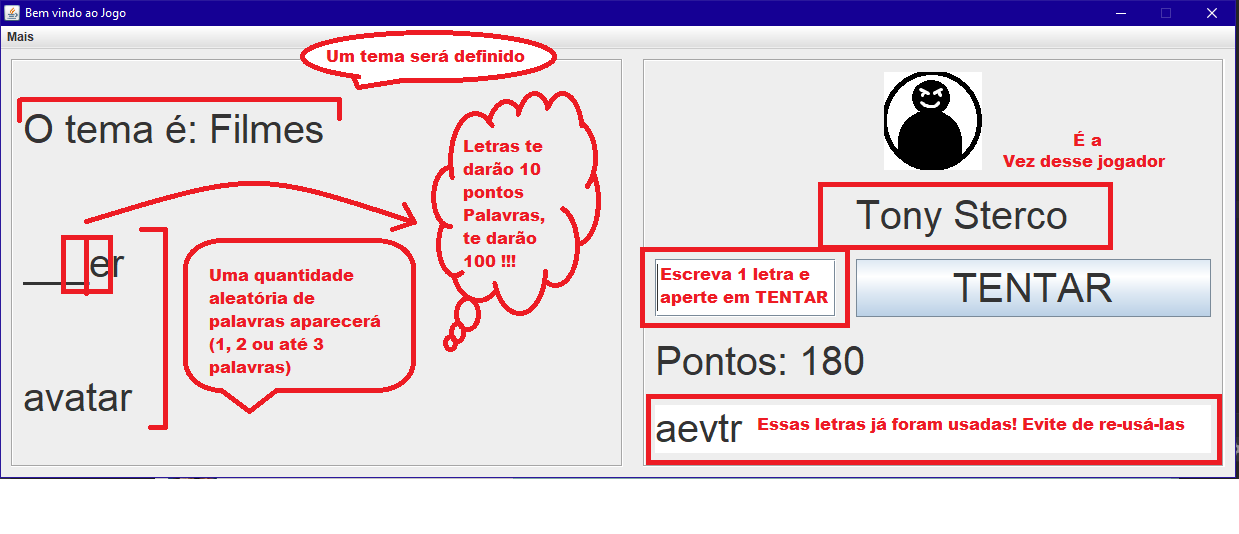 Bem vindo ao Jogo
Mais
Um tema será definido
O tema é: Filmes
Letras te
darão 10
pontos
Palavras,
te darão
100 !!!
____er
Uma quantidade
aleatória de
palavras aparecerá
(1, 2 ou até 3
palavras)
avatar
É a
Vez desse jogador
Tony Sterco
Escreva 1 letra e
aperte em TENTAR
TENTAR
Pontos: 180
aevtr
Essas letras já foram usadas! Evite de re-usá-las